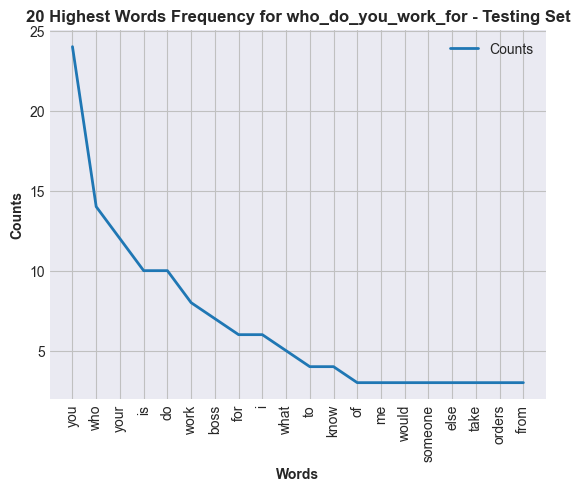 20 Highest Words Frequency for who_do_you_work_for - Testing Set
Counts
25
20
15
10
5
Counts
you
who
your
is
do
work
boss
for
i
what
to
know
of
me
would
someone
else
take
orders
from
Words